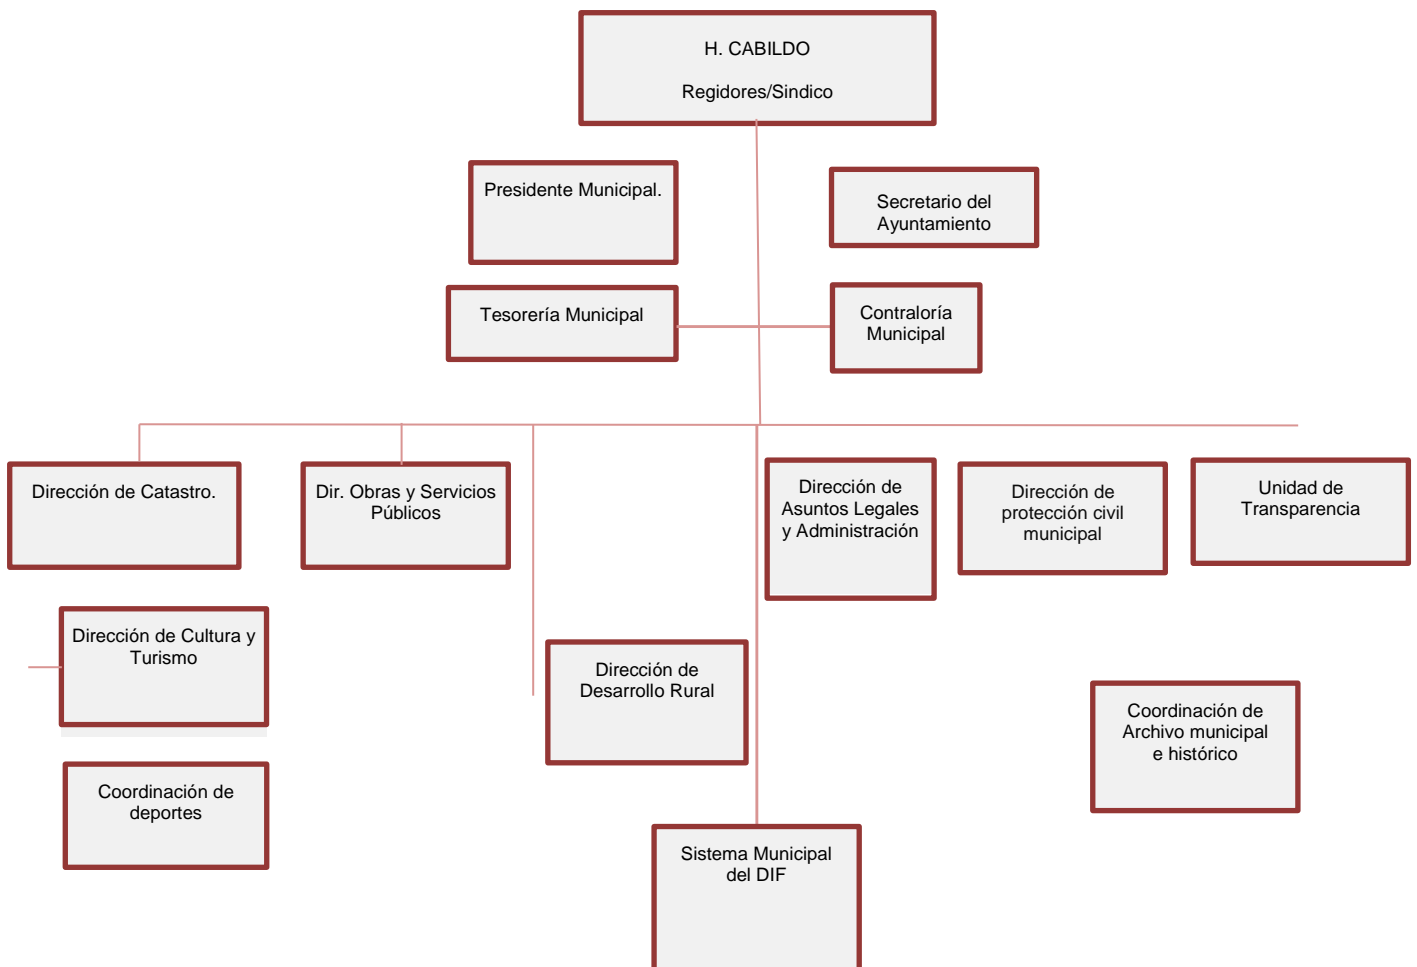 H. CABILDO
Regidores/Sindico
Presidente Municipal.
Secretario del
Ayuntamiento
Tesorería Municipal
Contraloría
Municipal
Dirección de Catastro.
Dir. Obras y Servicios
Públicos
Dirección de
Asuntos Legales
y Administración
Dirección de
protección civil
municipal
Unidad de
Transparencia
Dirección de Cultura y
Turismo
Dirección de
Desarrollo Rural
Coordinación de
Archivo municipal
e histórico
Coordinación de
deportes
Sistema Municipal
del DIF